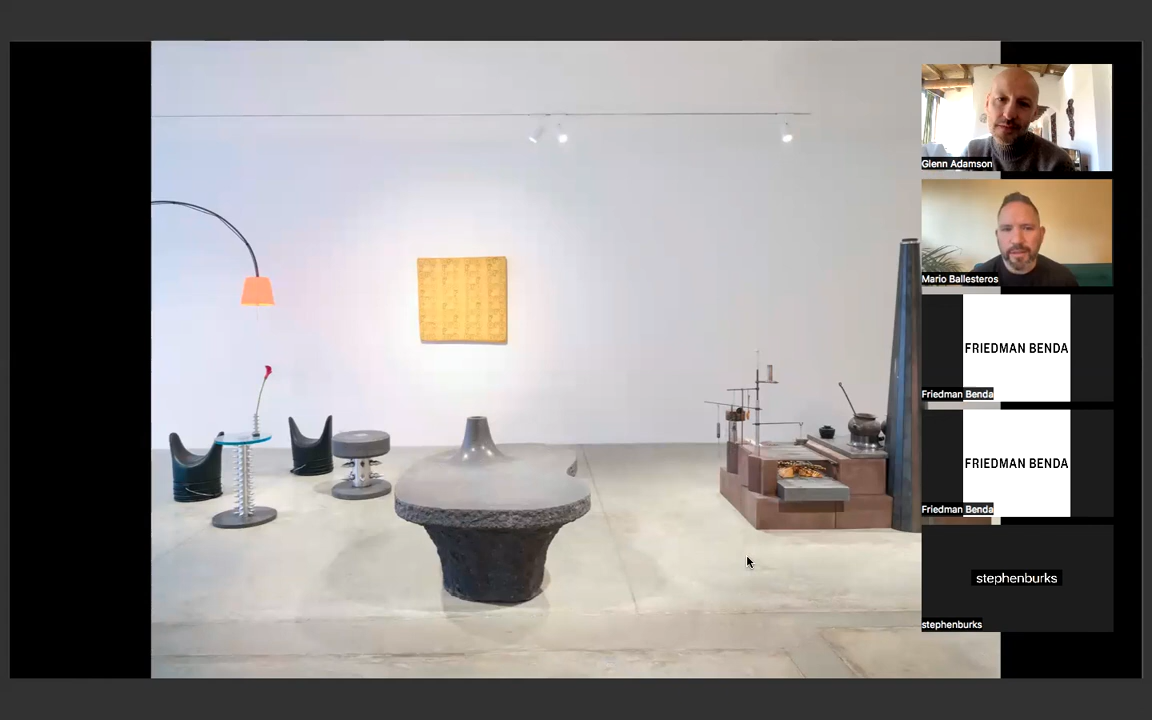 Glenn Adamson
Mario Ballesteros
FRIEDMAN BENDA
Friedman Benda
FRIEDMAN BENDA
Friedman Benda
stephenburks
stephenburks